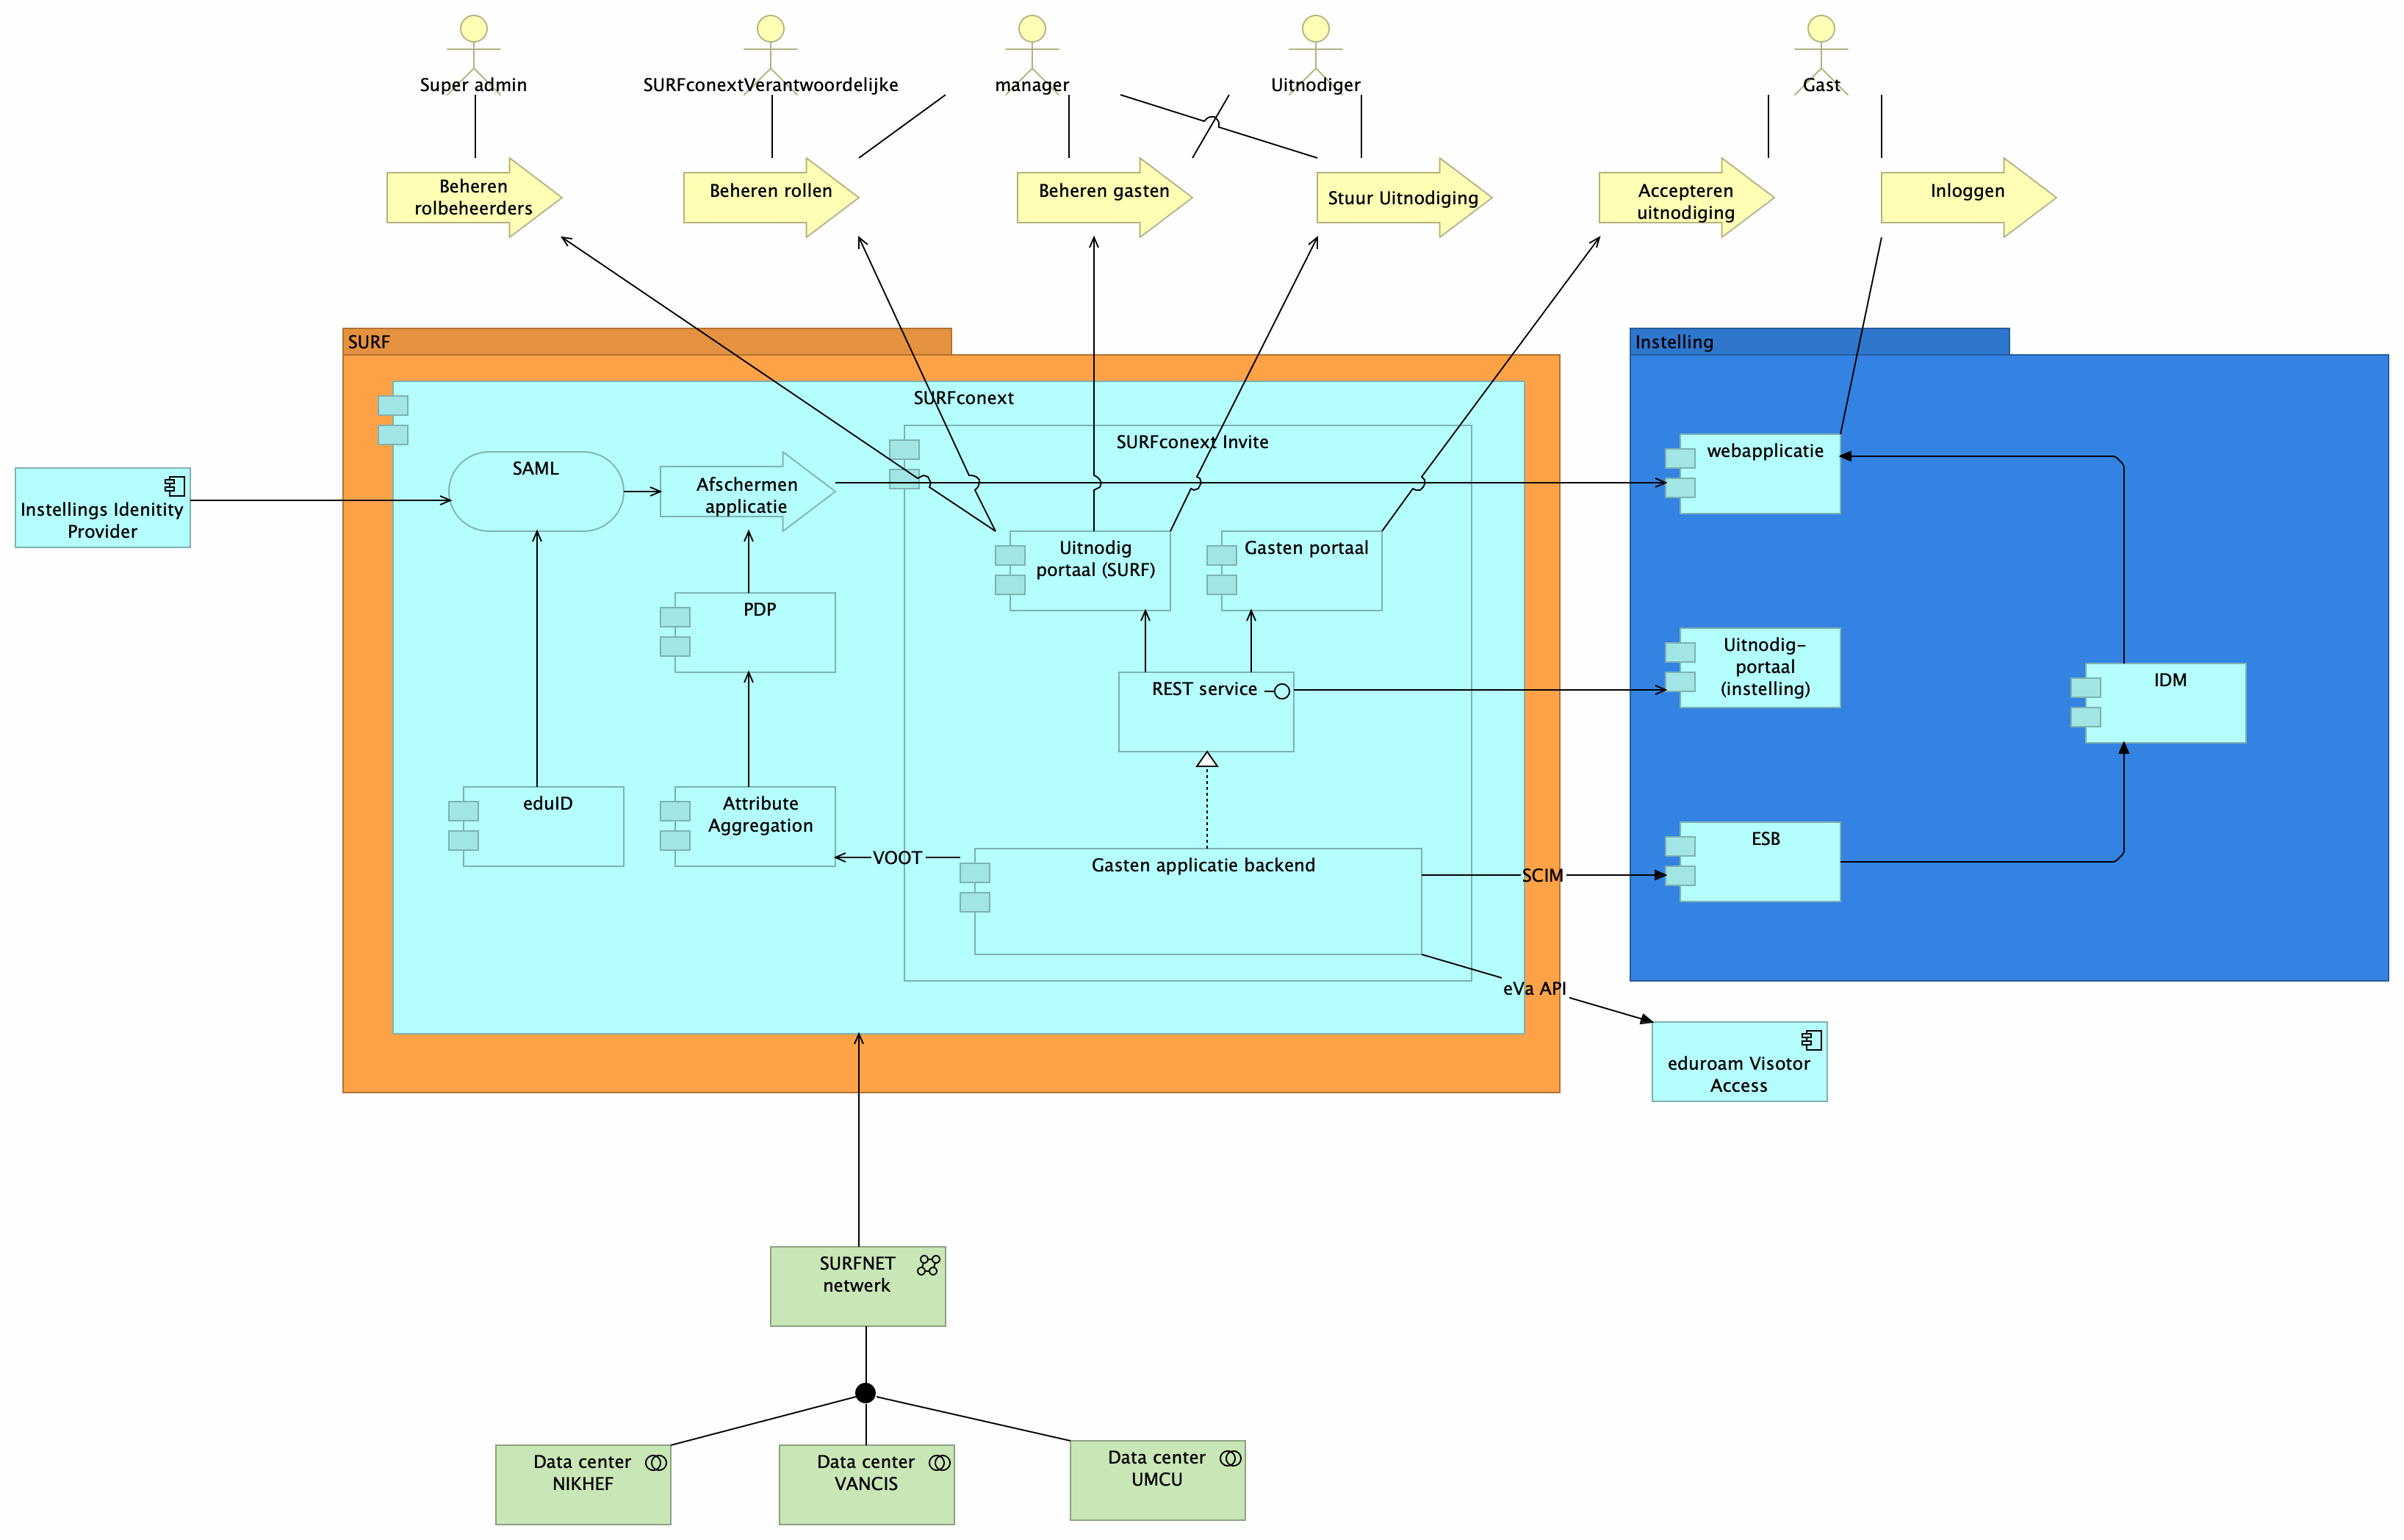 Super admin
SURFconextVerantwoordelijke
manager
Uitnodiger
Gast
Beheren
rolbeheerders
Beheren rollen
Beheren gasten
Stuur Uitnodiging
Accepteren
uitnodiging
Inloggen
SURF
Instelling
SURFconext
SURFconext Invite
webapplicatie
SAML
Afschermen
applicatie
Instellings Idenitity
Provider
Uitnodig
portaal (SURF)
Gasten portaal
PDP
Uitnodig-
portaal
(instelling)
REST service
IDM
eduID
Attribute
Aggregation
ESB
VOOT
Gasten applicatie backend
SCIM
eVa API
eduroam Visotor
Access
SURFNET
netwerk
Data center
NIKHEF
Data center
VANCIS
Data center
UMCU